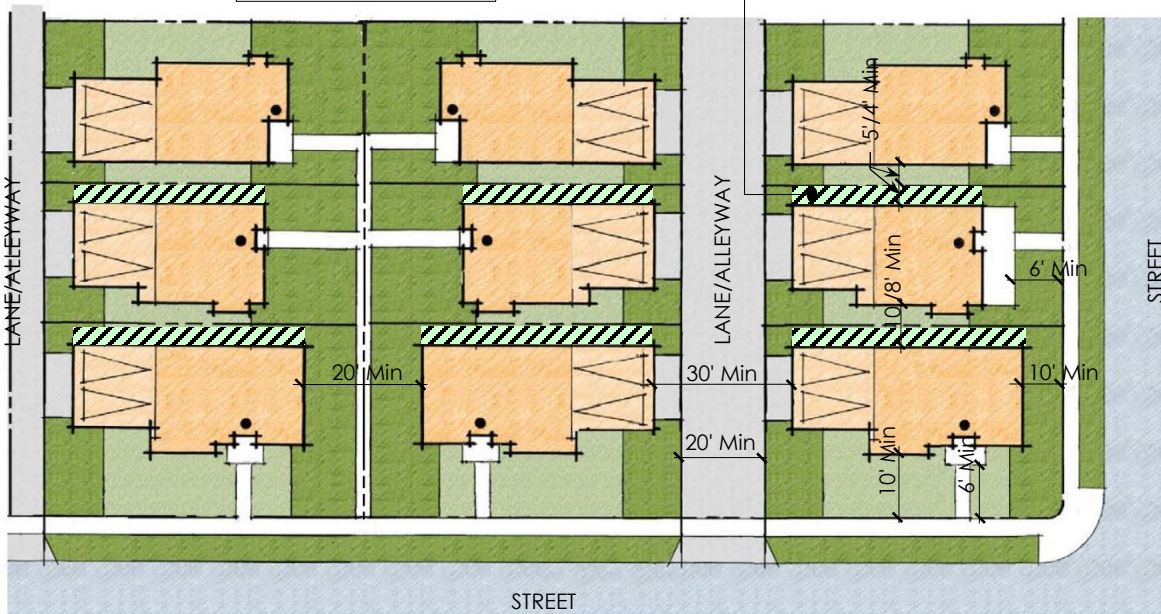 5'/4' Min
LANE/ALLEYWAY
LANE/ALLEYWAY
10'/8' Min
6' Min
STREET
20' Min
30' Min
10' Min
20' Min
10' Min
6' Min
STREET